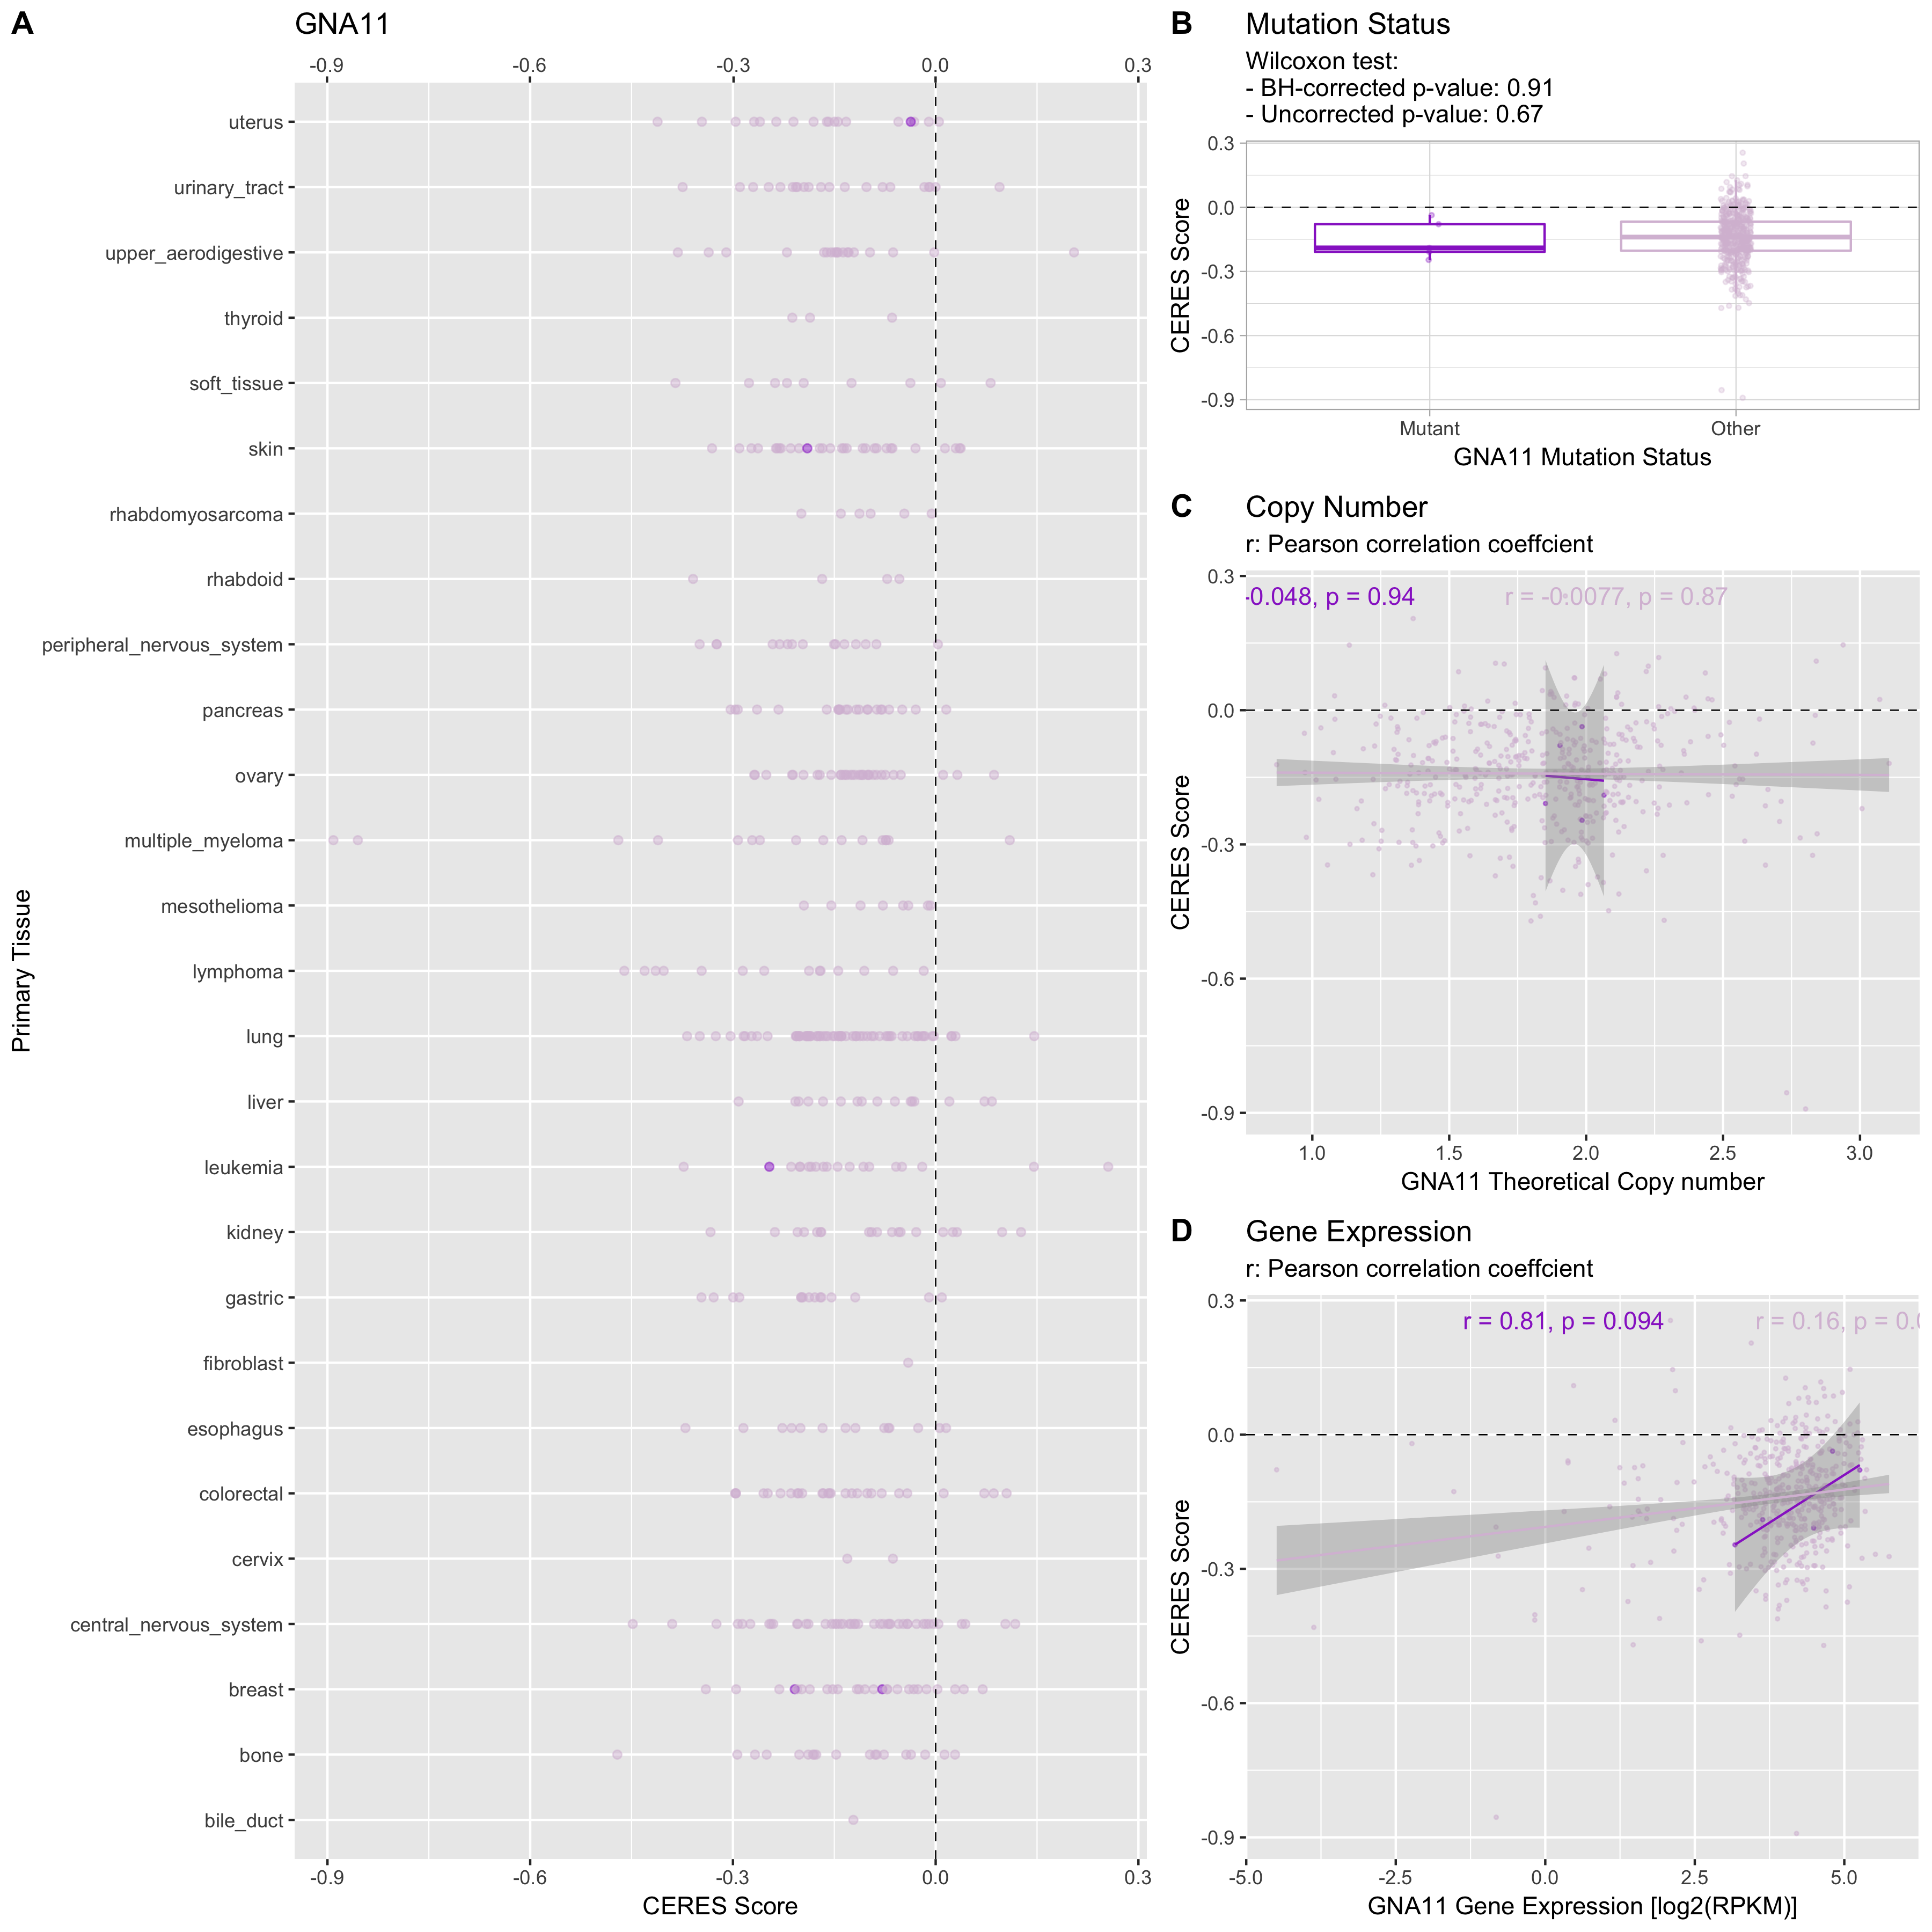 A
GNA11
-0.9 -0.6 -0.3 0.0 0.3
Primary Tissue
uterus
urinary_tract
upper_aerodigestive
thyroid
soft_tissue
skin
rhabdomyosarcoma
rhabdoid
peripheral_nervous_system
pancreas
ovary
multiple_myeloma
mesothelioma
lymphoma
lung
liver
leukemia
kidney
gastric
fibroblast
esophagus
colorectal
cervix
central_nervous_system
breast
bone
bile_duct
-0.9 -0.6 -0.3 0.0 0.3
CERES Score
B
Mutation Status
Wilcoxon test:
- BH-corrected p-value: 0.91
- Uncorrected p-value: 0.67
CERES Score
0.3
0.0
-0.3
-0.6
-0.9
Mutant Other
GNA11 Mutation Status
C
Copy Number
r: Pearson correlation coeffcient
-0.048, p = 0.94 r = -0.0077, p = 0.87
CERES Score
0.3
0.0
-0.3
-0.6
-0.9
1.0 1.5 2.0 2.5 3.0
GNA11 Theoretical Copy number
D
Gene Expression
r: Pearson correlation coeffcient
r = 0.81, p = 0.094 r = 0.16, p = 0.
CERES Score
0.3
0.0
-0.3
-0.6
-0.9
-5.0 -2.5 0.0 2.5 5.0
GNA11 Gene Expression [log2(RPKM)]